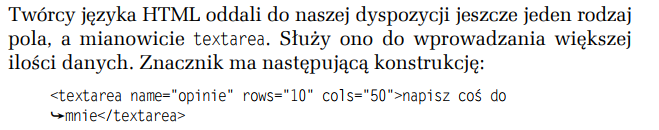 Twórcy języka HTML oddali do naszej dyspozycji jeszcze jeden rodzaj
pola, a mianowicie textarea. Służy ono do wprowadzania większej
ilości danych. Znacznik ma następującą konstrukcję:
<textarea name="opinie" rows="10" cols="50">napisz coś do
↪mnie</textarea>